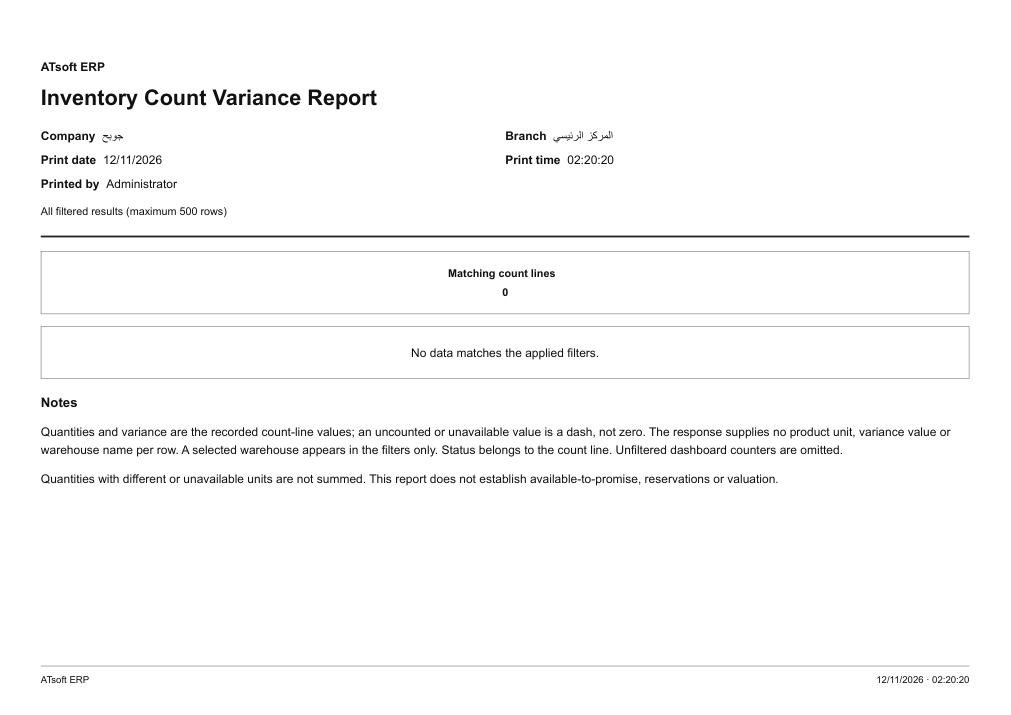 ATsoft ERP
Inventory Count Variance Report
Company جويح
Branch المركز الرئيسي
Print date 12/11/2026
Print time 02:20:20
Printed by Administrator
All filtered results (maximum 500 rows)
Matching count lines
0
No data matches the applied filters.
Notes
Quantities and variance are the recorded count-line values; an uncounted or unavailable value is a dash, not zero. The response supplies no product unit, variance value or
warehouse name per row. A selected warehouse appears in the filters only. Status belongs to the count line. Unfiltered dashboard counters are omitted.
Quantities with different or unavailable units are not summed. This report does not establish available-to-promise, reservations or valuation.
ATsoft ERP
12/11/2026 · 02:20:20